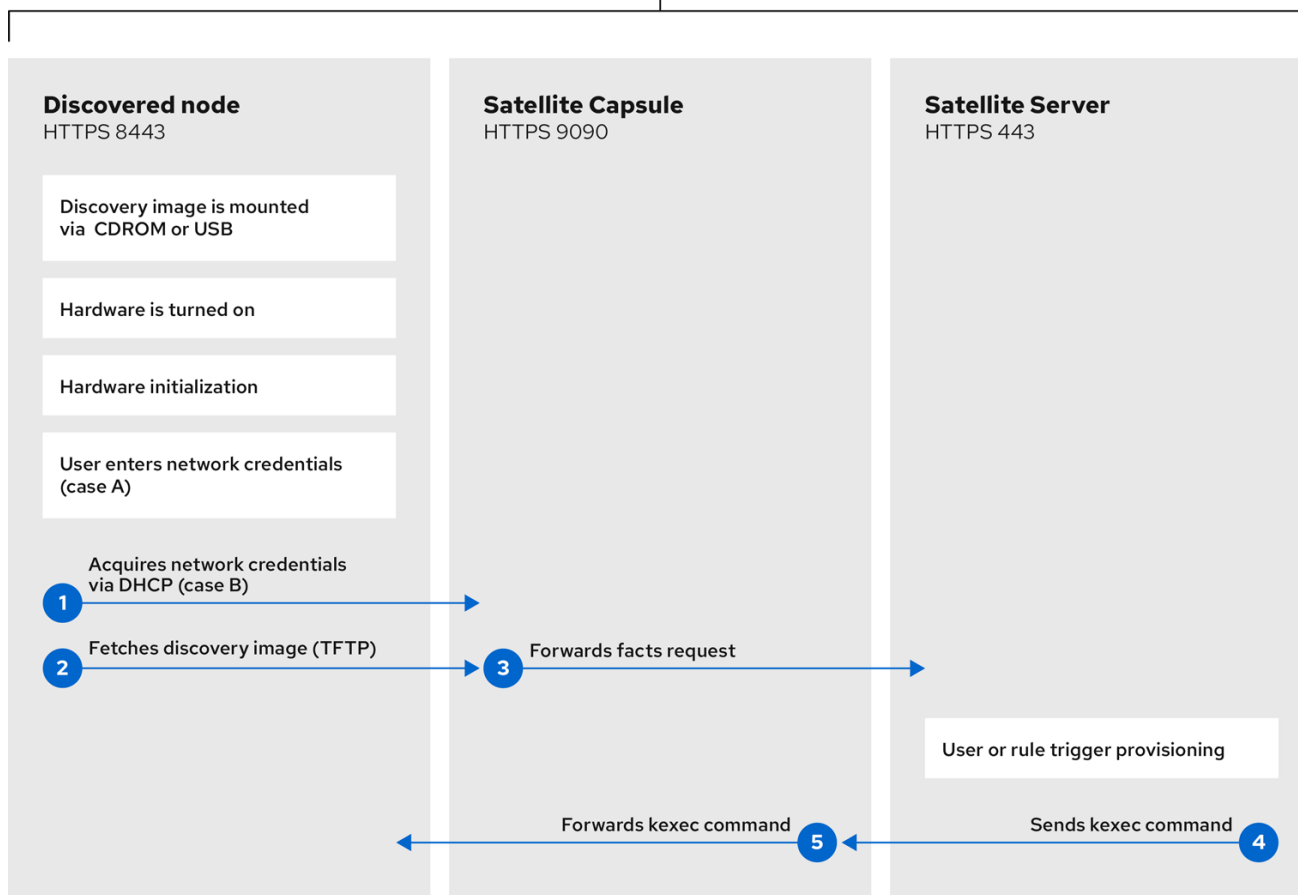 Discovered node
HTTPS 8443
Discovery image is mounted
via CDROM or USB
Hardware is turned on
Hardware initialization
User enters network credentials
(case A)
Acquires network credentials
via DHCP (case B)
1
2
Fetches discovery image (TFTP)
Satellite Capsule
HTTPS 9090
3
Forwards facts request
Forwards kexec command
5
Satellite Server
HTTPS 443
User or rule trigger provisioning
Sends kexec command
4